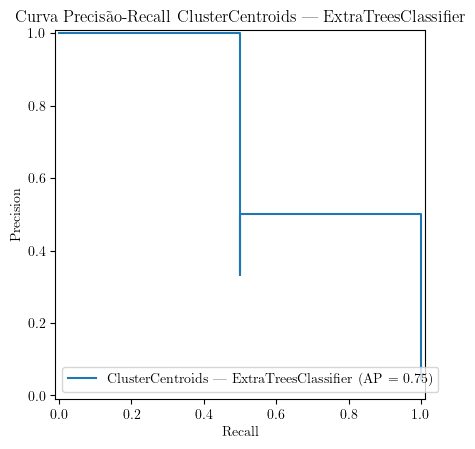 Curva Precisão-Recall ClusterCentroids — ExtraTreesClassifier
1.0
0.8
0.6
0.4
0.2
0.0
Precision
ClusterCentroids — ExtraTreesClassifier (AP = 0.75)
0.0 0.2 0.4 0.6 0.8 1.0
Recall